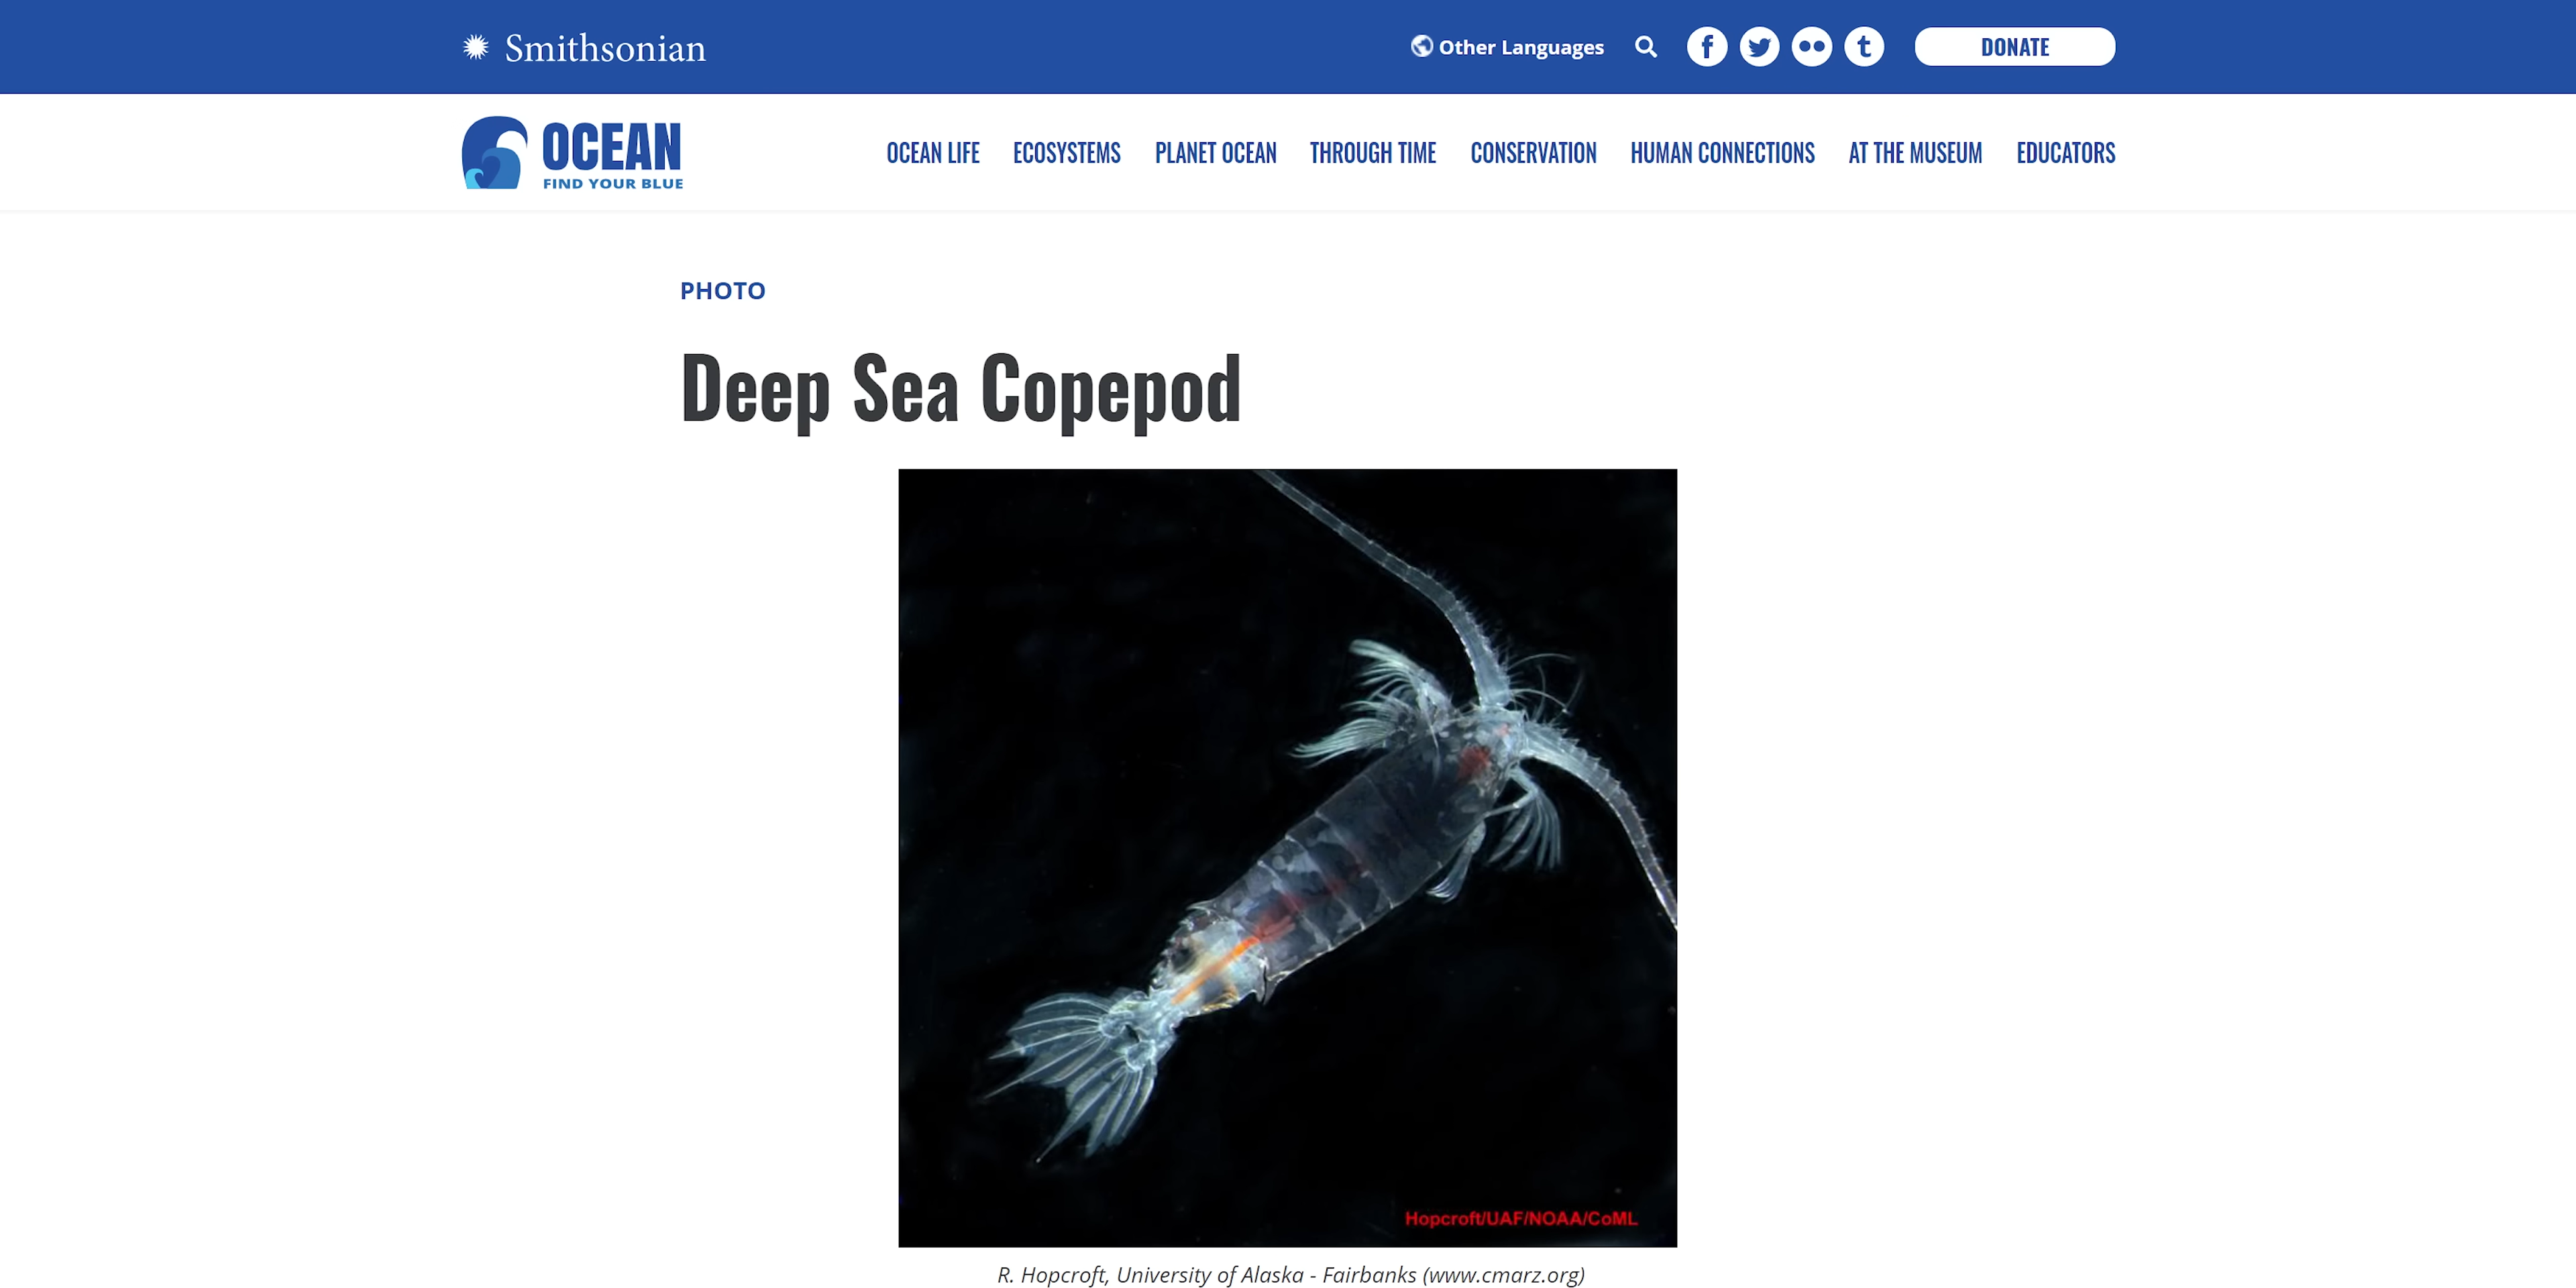 Smithsonian
Other Languages
DONATE
OCEAN
FIND YOUR BLUE
OCEAN LIFE ECOSYSTEMS PLANET OCEAN THROUGH TIME CONSERVATION HUMAN CONNECTIONS AT THE MUSEUM EDUCATORS
PHOTO
Deep Sea Copepod
Hopcroft/UAF/NOAA/CoML
R. Hopcroft, University of Alaska - Fairbanks (www.cmarz.org)